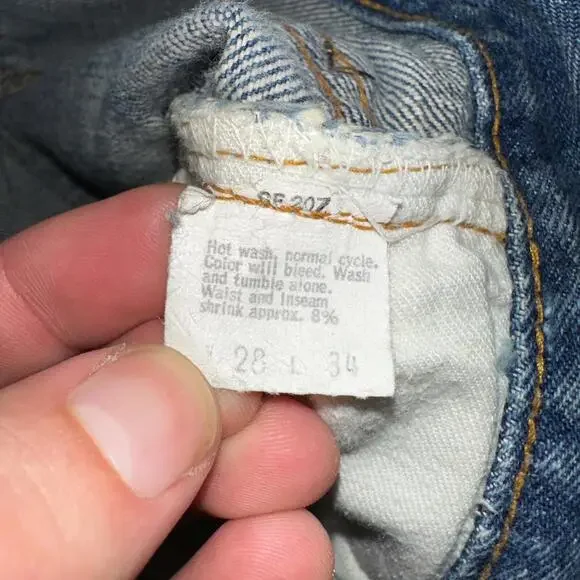 207
Hot wash, normal cycle.
Color will bleed. Wash
and tumble alone.
Waist and Inseam
shrink approx. 8%
28 L 34